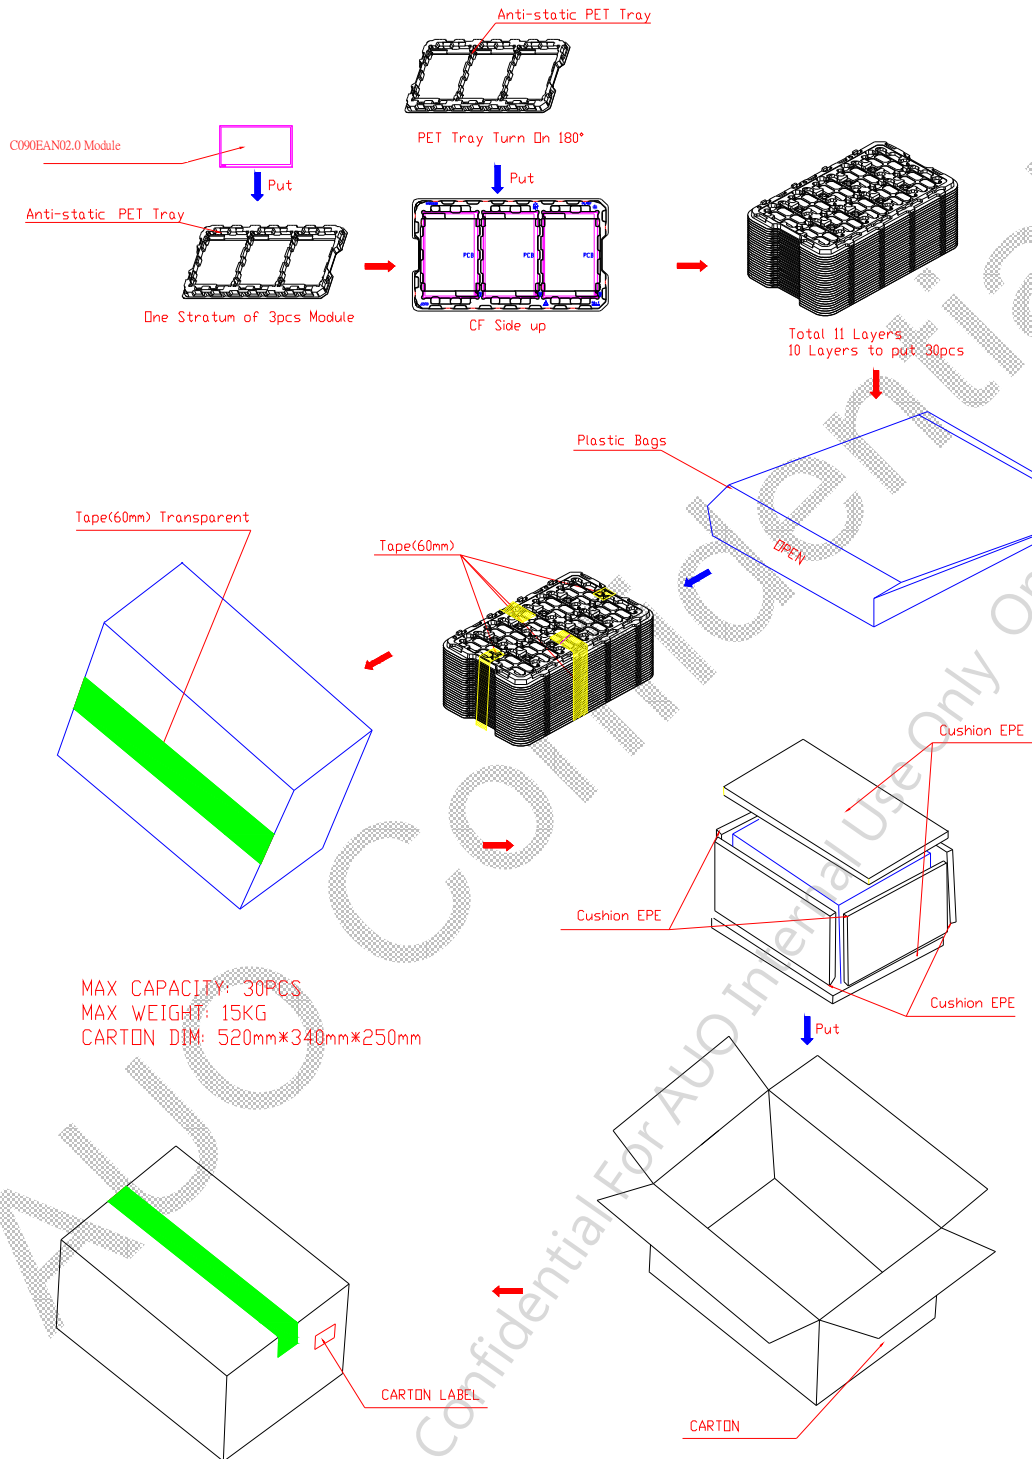 Anti-static PET Tray
PET Tray Turn On 180°
C090EAN02.0 Module
Put
Put
Anti-static PET Tray
PCB
PCB
PCB
One Stratum of 3pcs Module
CF Side up
Total 11 Layers
10 Layers to put 30pcs
Plastic Bags
OPEN
Tape(60mm) Transparent
Tape(60mm)
Cushion EPE
Cushion EPE
Cushion EPE
MAX CAPACITY: 30PCS
MAX WEIGHT: 15KG
CARTON DIM: 520mm*340mm*250mm
Put
CARTON LABEL
CARTON
AUO Confidential
Confidential For AUO Internal Use Only